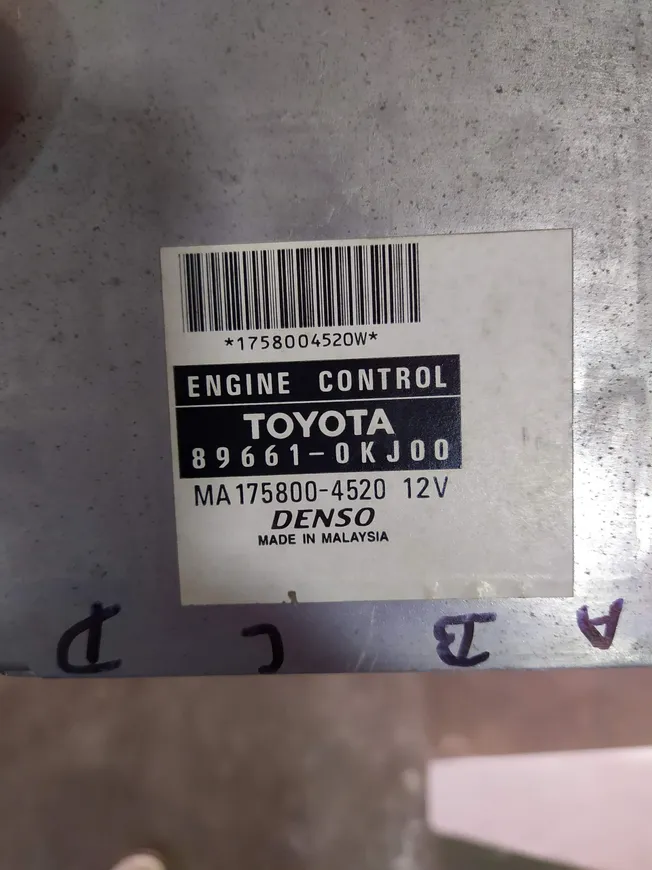 *1758004520W*
ENGINE CONTROL
TOYOTA
89661-0KJ00
MA175800-4520 12V
DENSO
MADE IN MALAYSIA
D C B A